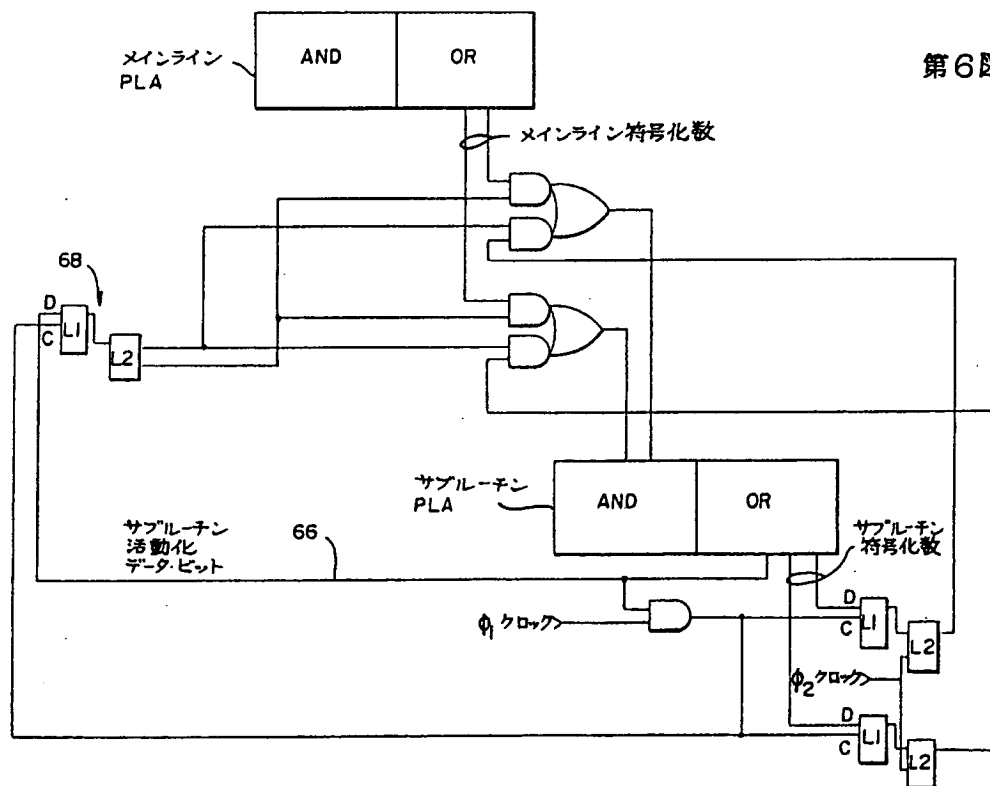 第6図
メインライン
PLA
AND
OR
メインライン符号化数
68
D
C
L1
L2
サブルーチン
PLA
AND
OR
サブルーチン
活動化
データ・ビット
66
サブルーチン
符号化数
φ1 クロック
D
C
L1
L2
φ2 クロック
D
C
L1
L2